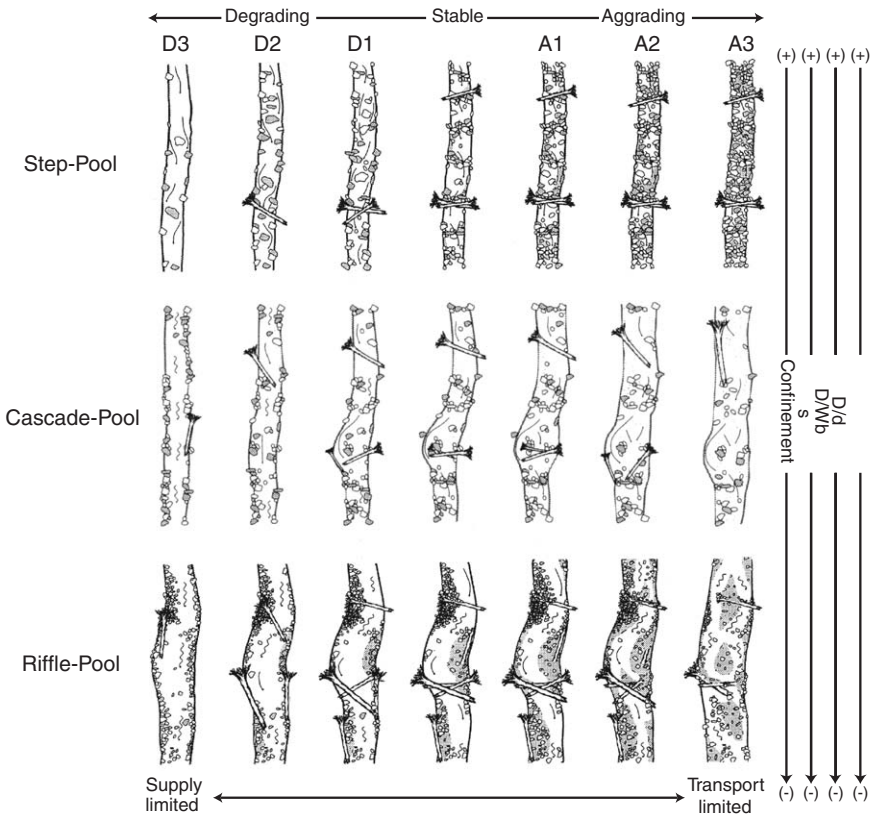 Degrading Stable Aggrading
D3 D2 D1 A1 A2 A3
(+) (+) (+) (+)
Step-Pool
Cascade-Pool
Confinement
s
D/Wb
D/d
Riffle-Pool
Supply
limited
Transport
limited
(-) (-) (-) (-)